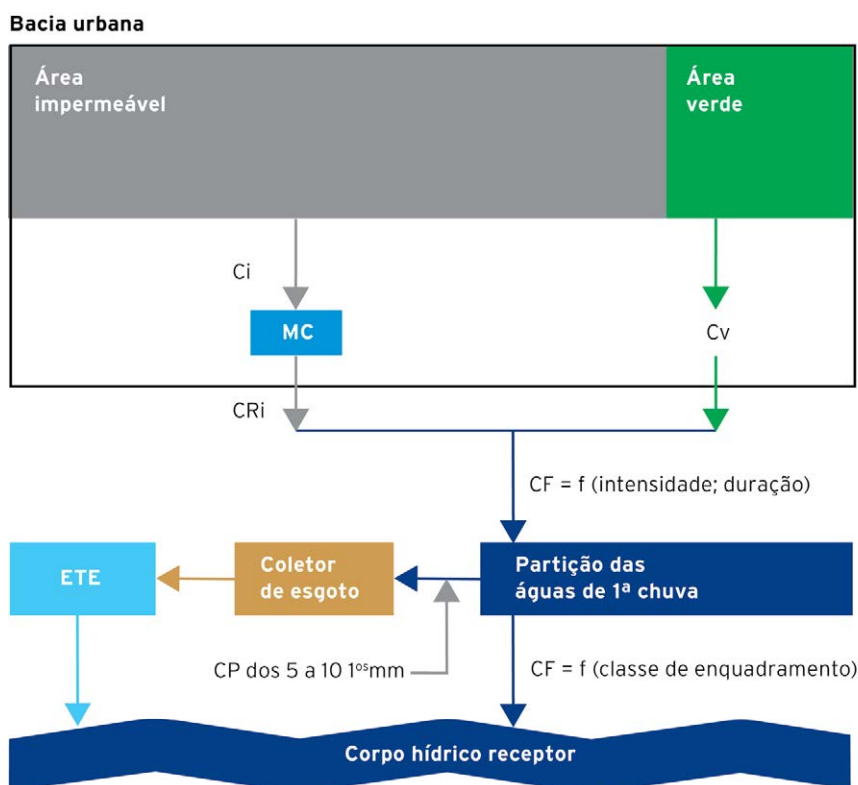 Bacia urbana
Área
impermeável
Área
verde
Ci
MC
Cv
CRi
CF = f (intensidade; duração)
ETE
Coletor
de esgoto
Partição das
águas de 1ª chuva
CP dos 5 a 10 1ºˢmm
CF = f (classe de enquadramento)
Corpo hídrico receptor